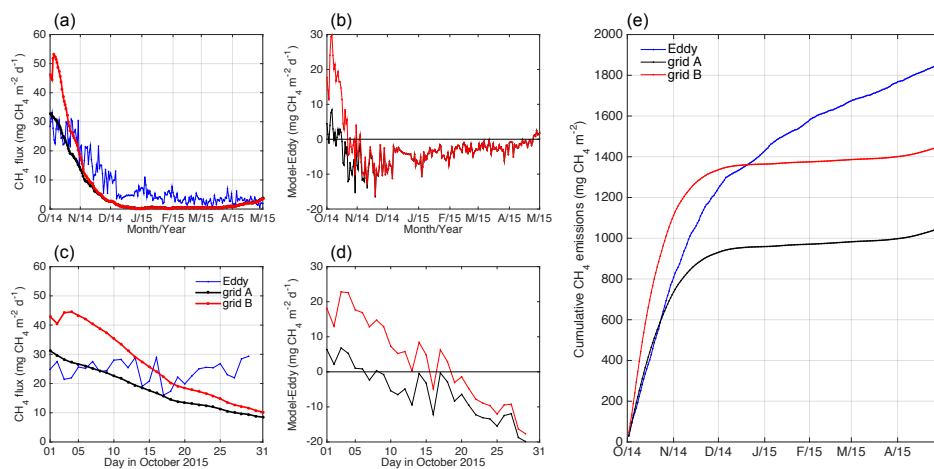 (a)
CH4 flux (mg CH4 m-2 d-1)
60
50
40
30
20
10
0
O/14 N/14 D/14 J/15 F/15 M/15 A/15 M/15
Month/Year
(b)
Model-Eddy (mg CH4 m-2 d-1)
30
20
10
0
-10
-20
O/14 N/14 D/14 J/15 F/15 M/15 A/15 M/15
Month/Year
(c)
CH4 flux (mg CH4 m-2 d-1)
60
50
40
30
20
10
0
Eddy
grid A
grid B
01 05 10 15 20 25 31
Day in October 2015
(d)
Model-Eddy (mg CH4 m-2 d-1)
30
20
10
0
-10
-20
01 05 10 15 20 25 31
Day in October 2015
(e)
Cumulative CH4 emissions (mg CH4 m-2)
2000
1800
1600
1400
1200
1000
800
600
400
200
0
Eddy
grid A
grid B
O/14 N/14 D/14 J/15 F/15 M/15 A/15